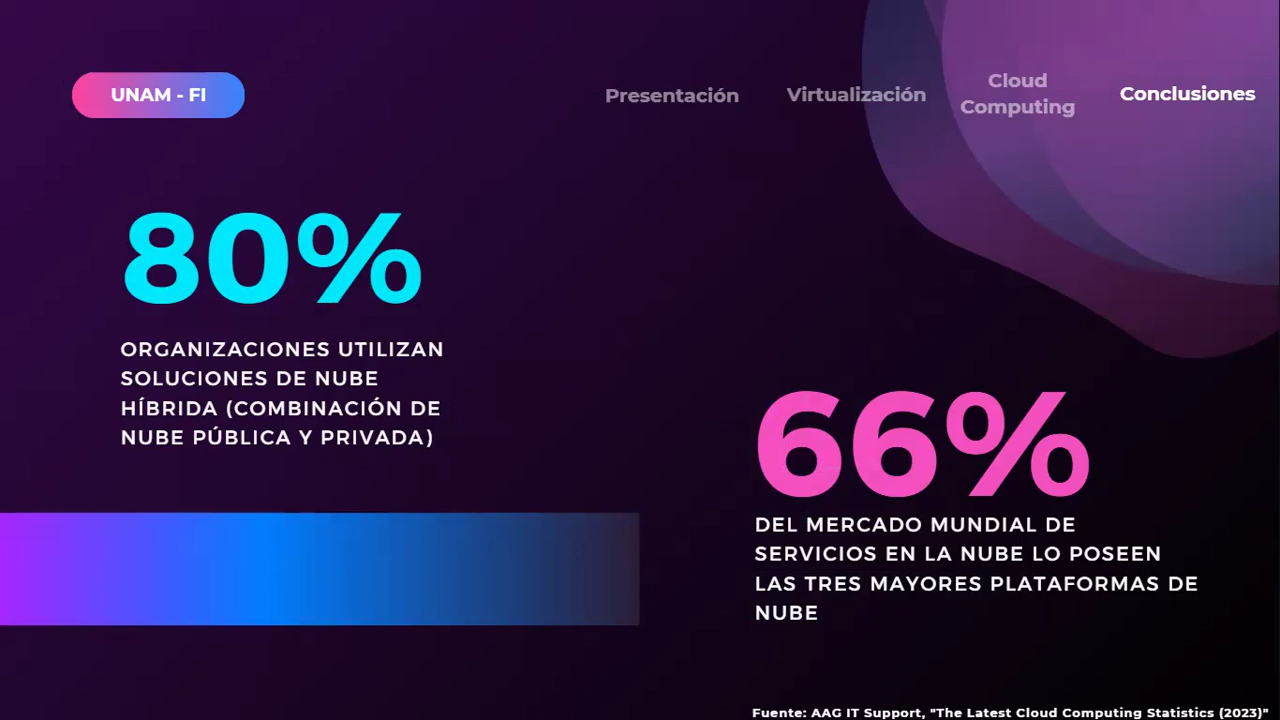 UNAM - FI
Presentación
Virtualización
Cloud
Computing
Conclusiones
80%
ORGANIZACIONES UTILIZAN
SOLUCIONES DE NUBE
HÍBRIDA (COMBINACIÓN DE
NUBE PÚBLICA Y PRIVADA)
66%
DEL MERCADO MUNDIAL DE
SERVICIOS EN LA NUBE LO POSEEN
LAS TRES MAYORES PLATAFORMAS DE
NUBE
Fuente: AAG IT Support, "The Latest Cloud Computing Statistics (2023)"